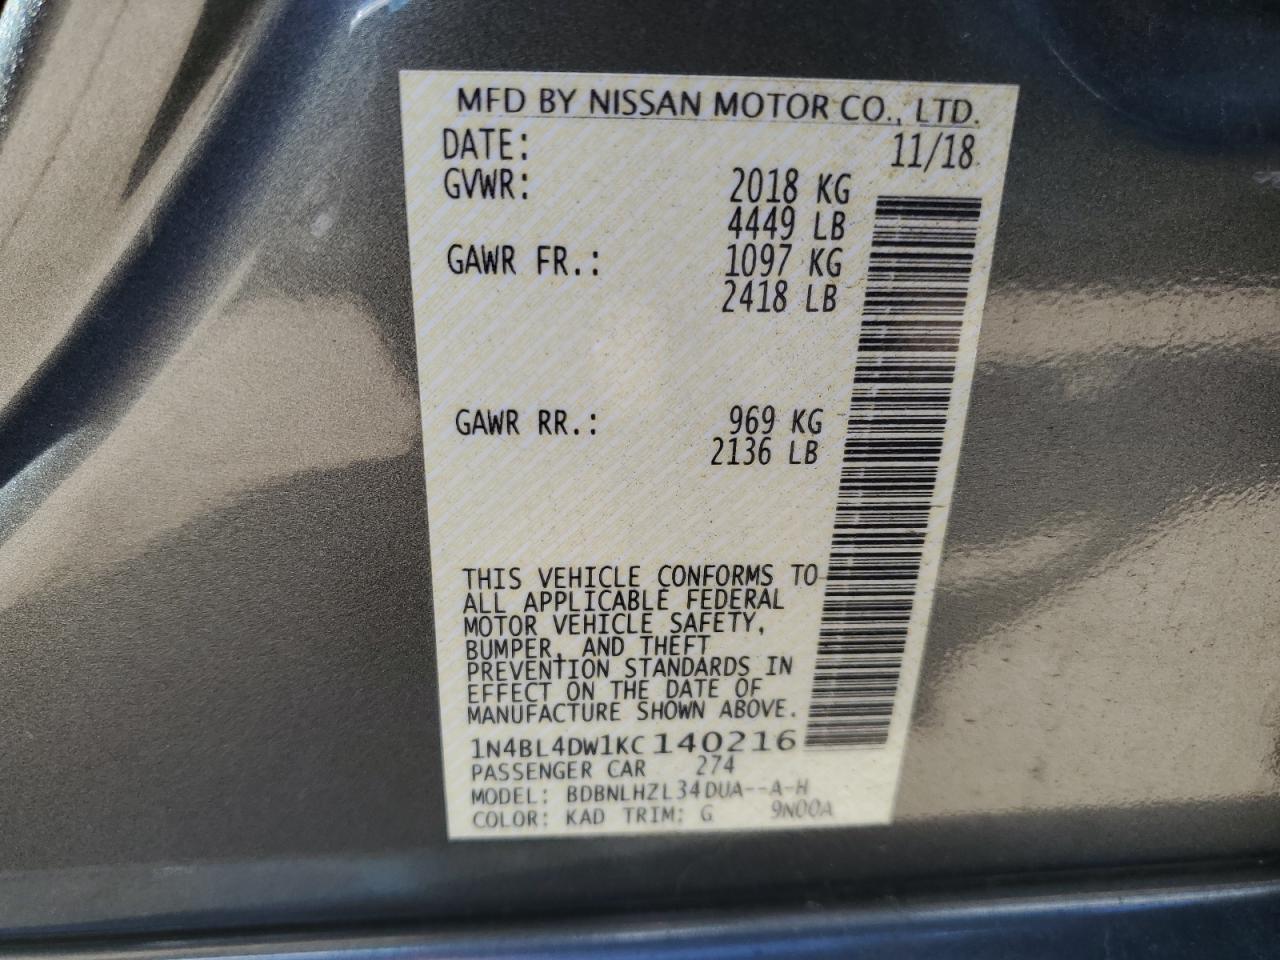 MFD BY NISSAN MOTOR CO., LTD.
DATE: 11/18
GVWR: 2018 KG
4449 LB
GAWR FR.: 1097 KG
2418 LB
GAWR RR.: 969 KG
2136 LB
THIS VEHICLE CONFORMS TO
ALL APPLICABLE FEDERAL
MOTOR VEHICLE SAFETY,
BUMPER, AND THEFT
PREVENTION STANDARDS IN
EFFECT ON THE DATE OF
MANUFACTURE SHOWN ABOVE.
1N4BL4DW1KC140216
PASSENGER CAR 274
MODEL: BDBNLHZL34DUA--A-H
COLOR: KAD TRIM: G 9N00A